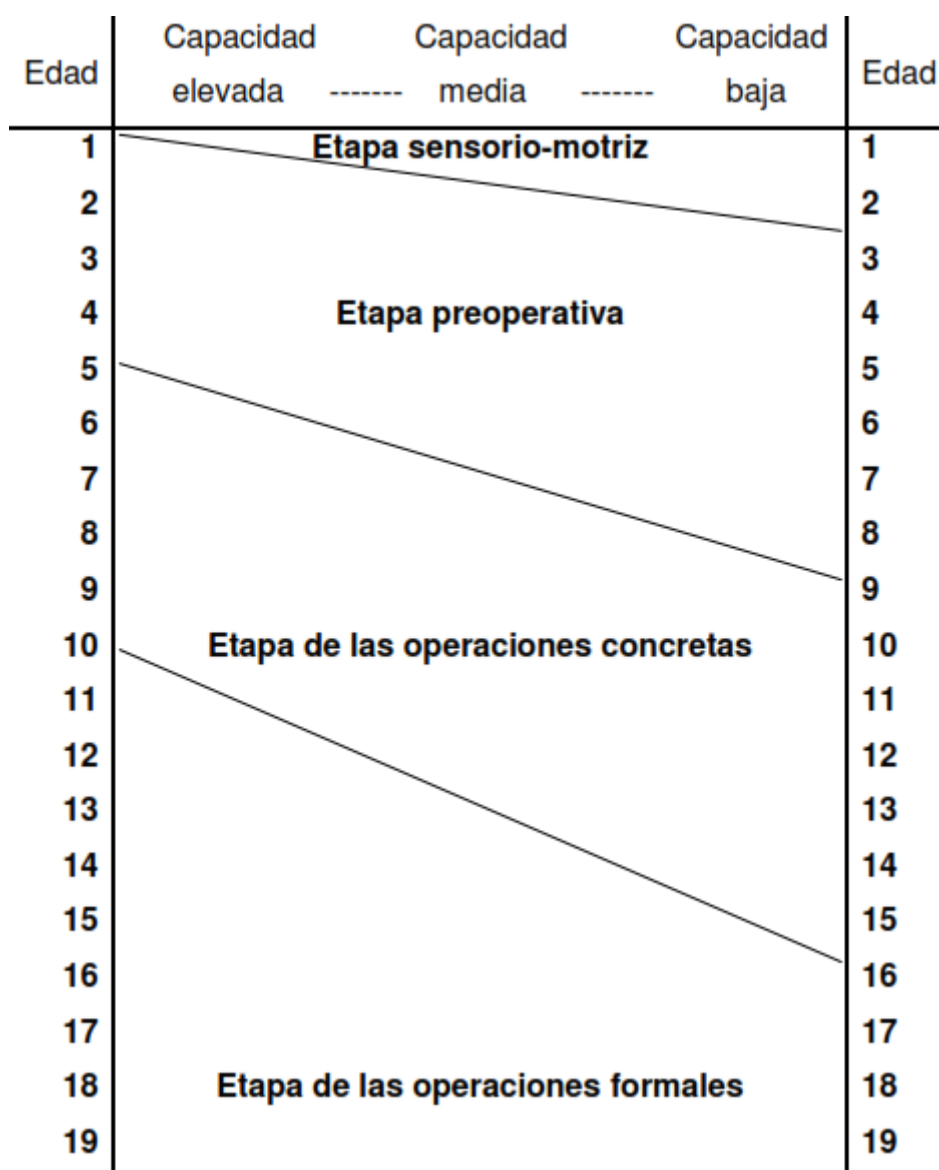 Capacidad Capacidad Capacidad
Edad Edad
elevada ------- media ------- baja
1 Etapa sensorio-motriz 1
2 2
3 3
4 Etapa preoperativa 4
5 5
6 6
7 7
8 8
9 9
10 Etapa de las operaciones concretas 10
11 11
12 12
13 13
14 14
15 15
16 16
17 17
18 Etapa de las operaciones formales 18
19 19